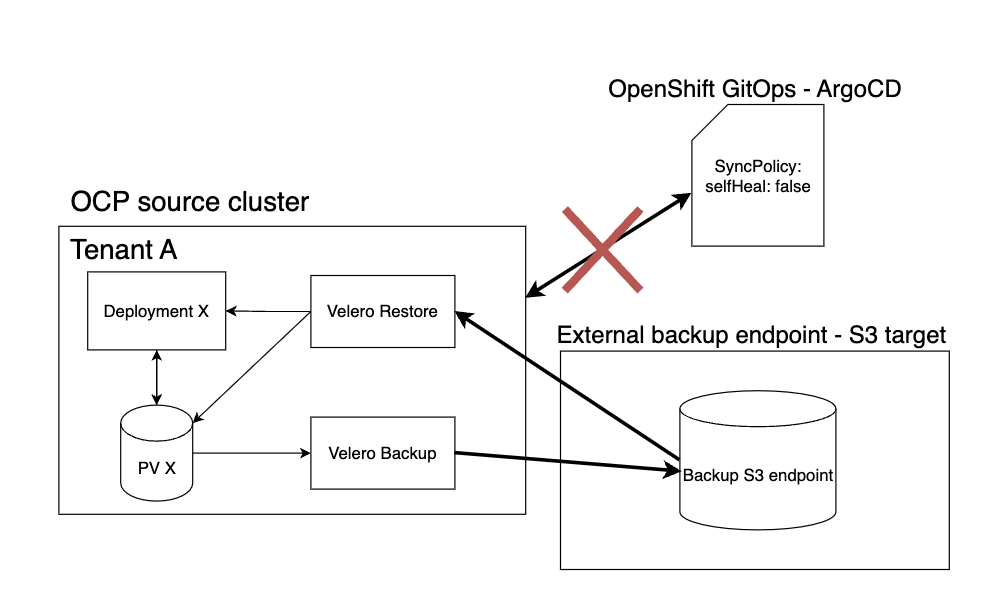 OpenShift GitOps - ArgoCD
SyncPolicy:
selfHeal: false
OCP source cluster
Tenant A
Deployment X
Velero Restore
External backup endpoint - S3 target
PV X
Velero Backup
Backup S3 endpoint